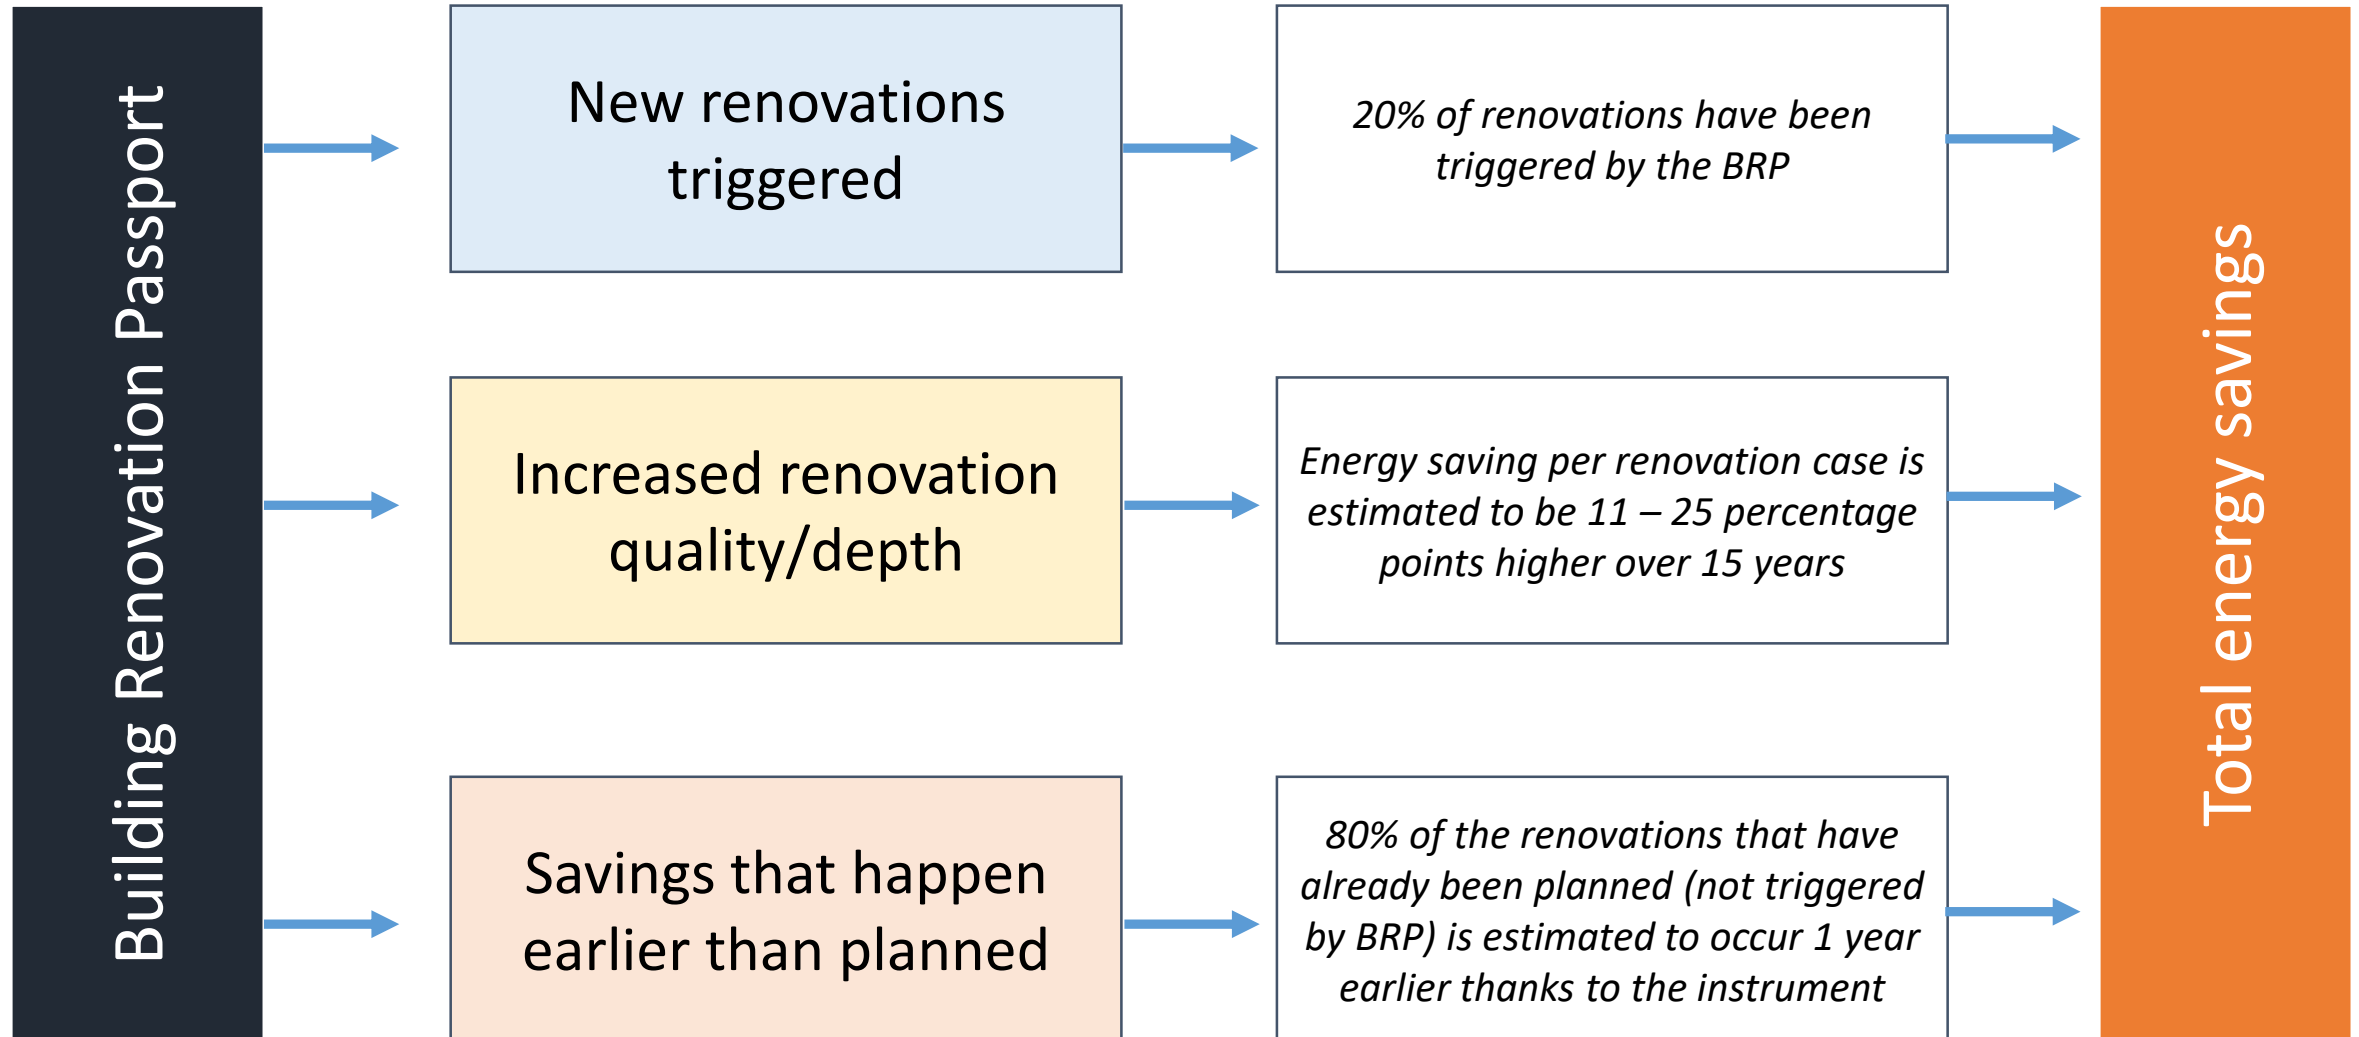 Building Renovation Passport
New renovations
triggered
20% of renovations have been
triggered by the BRP
Increased renovation
quality/depth
Energy saving per renovation case is
estimated to be 11 – 25 percentage
points higher over 15 years
Savings that happen
earlier than planned
80% of the renovations that have
already been planned (not triggered
by BRP) is estimated to occur 1 year
earlier thanks to the instrument
Total energy savings